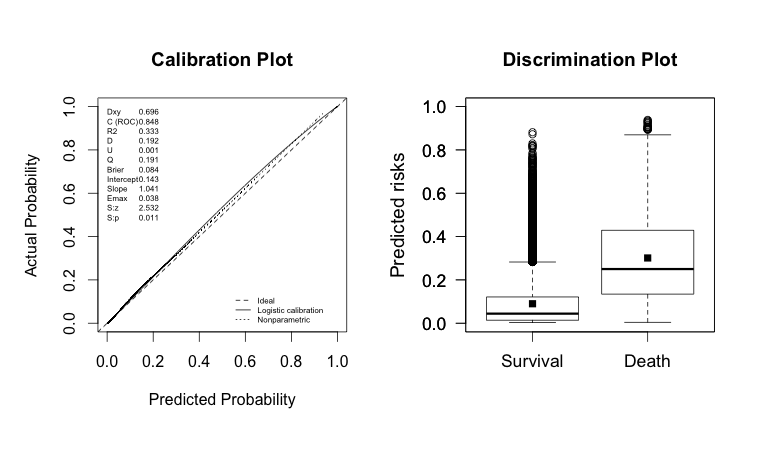 Calibration Plot
Actual Probability
1.0
0.8
0.6
0.4
0.2
0.0
Dxy 0.696
C (ROC)0.848
R2 0.333
D 0.192
U 0.001
Q 0.191
Brier 0.084
Intercept0.143
Slope 1.041
Emax 0.038
S:z 2.532
S:p 0.011
Ideal
Logistic calibration
Nonparametric
0.0 0.2 0.4 0.6 0.8 1.0
Predicted Probability
Discrimination Plot
Predicted risks
1.0
0.8
0.6
0.4
0.2
0.0
Survival Death